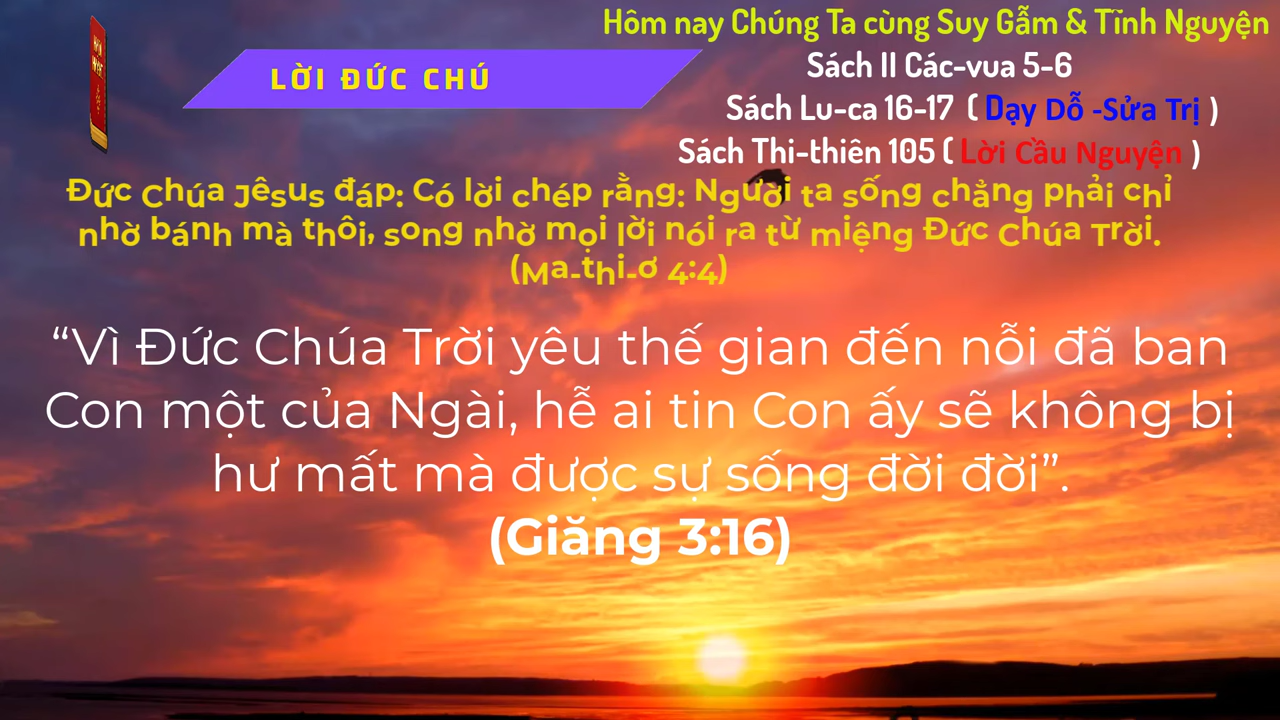 Hôm nay Chúng Ta cùng Suy Gẫm & Tĩnh Nguyện
LỜI ĐỨC CHÚ
Sách II Các-vua 5-6
Sách Lu-ca 16-17 ( Dạy Dỗ -Sửa Trị )
Sách Thi-thiên 105 ( Lời Cầu Nguyện )
Đức Chúa Jêsus đáp: Có lời chép rằng: Người ta sống chẳng phải chỉ
nhờ bánh mà thôi, song nhờ mọi lời nói ra từ miệng Đức Chúa Trời.
(Ma-thi-ơ 4:4)
“Vì Đức Chúa Trời yêu thế gian đến nỗi đã ban
Con một của Ngài, hễ ai tin Con ấy sẽ không bị
hư mất mà được sự sống đời đời”.
(Giăng 3:16)